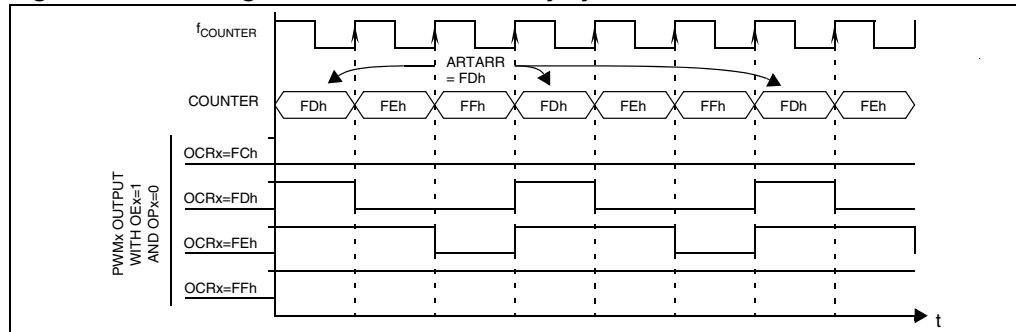 fCOUNTER
ARTARR
= FDh
COUNTER
FDh FEh FFh FDh FEh FFh FDh FEh
PWMx OUTPUT
WITH OEx=1
AND OPx=0
OCRx=FCh
OCRx=FDh
OCRx=FEh
OCRx=FFh
t